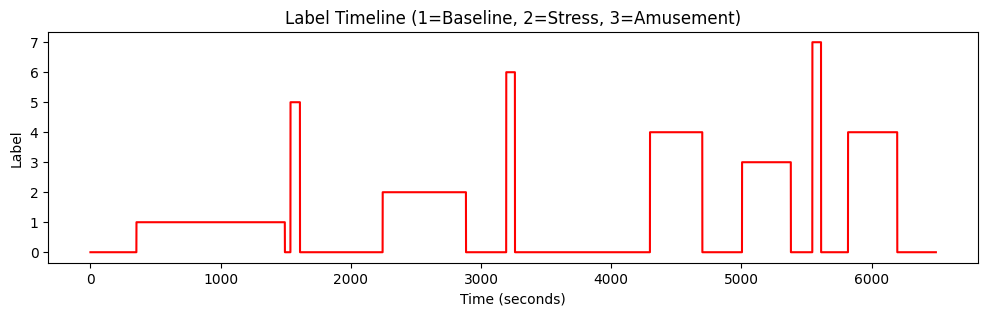 Label Timeline (1=Baseline, 2=Stress, 3=Amusement)
7
6
5
4
3
2
1
0
Label
0 1000 2000 3000 4000 5000 6000
Time (seconds)